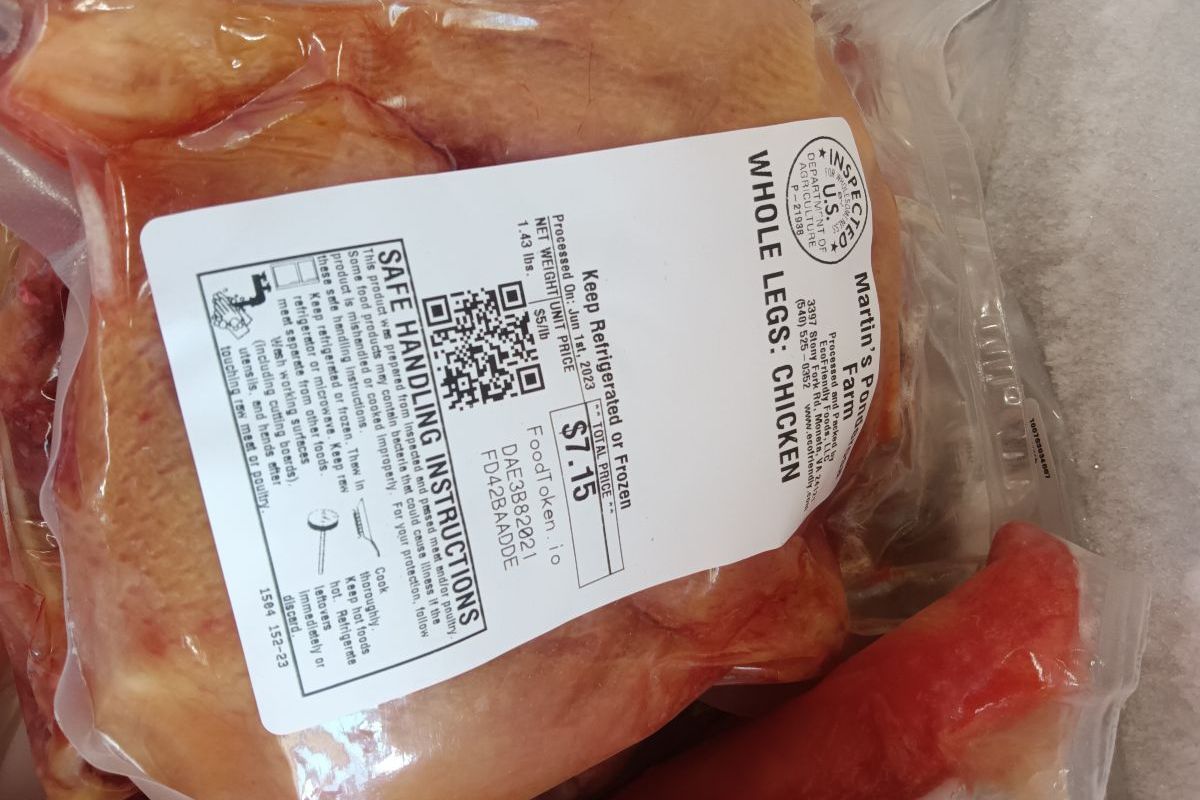 INSPECTED
U.S.
DEPARTMENT OF
AGRICULTURE
P-21938
Martin's
Farm
Processed and Packed by
EcoFriendly Foods, LLC
3397 Stony Fork Rd, Moneta, VA
(540) 525-0352 www.ecofriendly.com
WHOLE LEGS: CHICKEN
Keep Refrigerated or Frozen
Processed On: Jun 1st, 2023
NET WEIGHT UNIT PRICE
1.43 lbs. $5/lb
** TOTAL PRICE **
$7.15
FoodToken.io
DAE3B82021
FD42BAADDE
SAFE HANDLING INSTRUCTIONS
This product was prepared from inspected and passed meat and/or poultry.
Some food products may contain bacteria that could cause illness if the
product is mishandled or cooked improperly. For your protection, follow
these safe handling instructions.
Keep refrigerated or frozen. Thaw in
refrigerator or microwave. Keep raw
meat separate from other foods.
Wash working surfaces
(including cutting boards),
utensils, and hands after
touching raw meat or poultry.
Cook
thoroughly.
Keep hot foods
hot. Refrigerate
leftovers
immediately or
discard.
1584 152-23